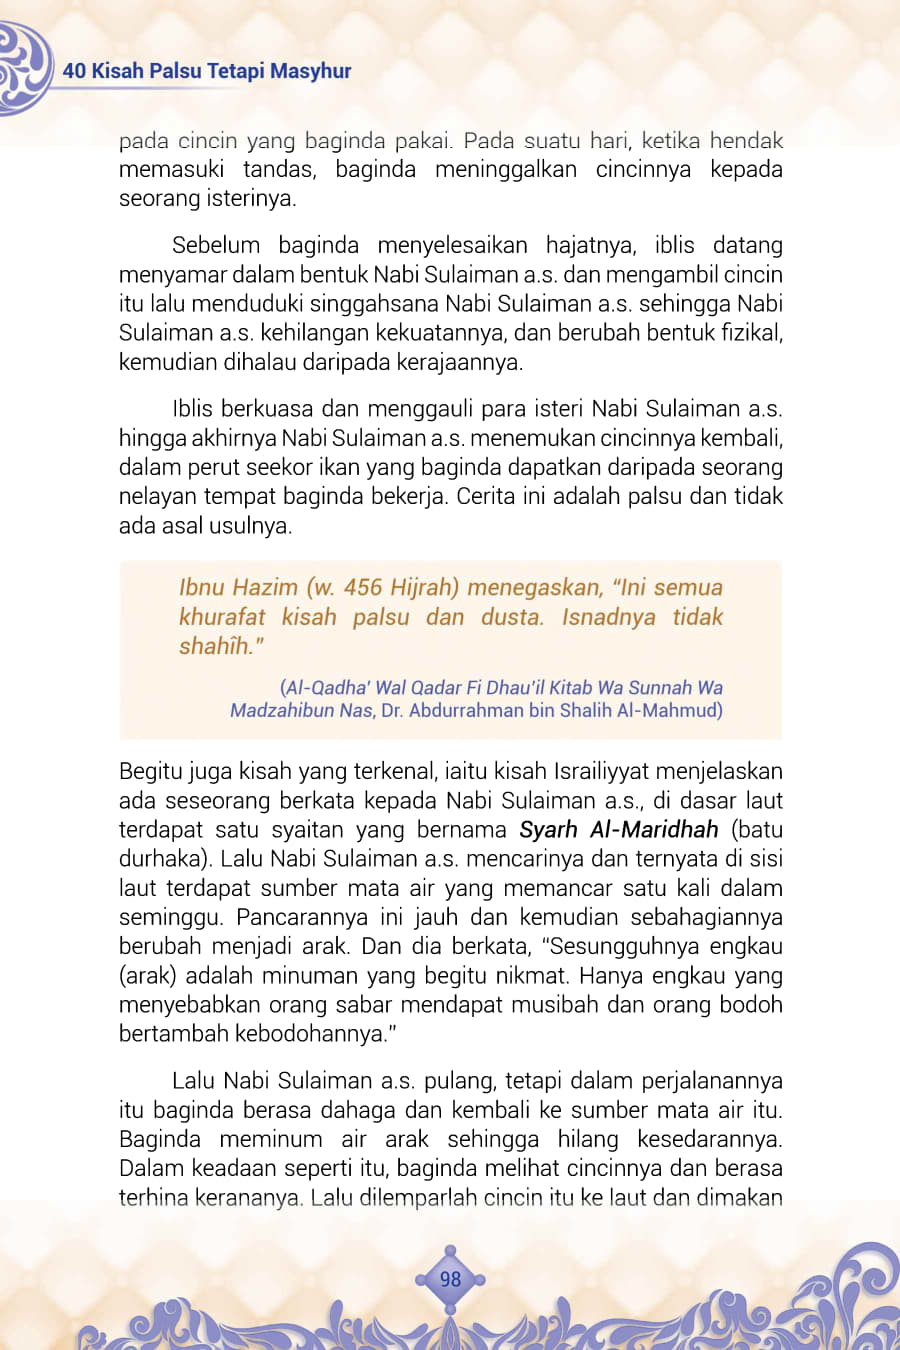 40 Kisah Palsu Tetapi Masyhur
pada cincin yang baginda pakai. Pada suatu hari, ketika hendak
memasuki tandas, baginda meninggalkan cincinnya kepada
seorang isterinya.
Sebelum baginda menyelesaikan hajatnya, iblis datang
menyamar dalam bentuk Nabi Sulaiman a.s. dan mengambil cincin
itu lalu menduduki singgahsana Nabi Sulaiman a.s. sehingga Nabi
Sulaiman a.s. kehilangan kekuatannya, dan berubah bentuk fizikal,
kemudian dihalau daripada kerajaannya.
Iblis berkuasa dan menggauli para isteri Nabi Sulaiman a.s.
hingga akhirnya Nabi Sulaiman a.s. menemukan cincinnya kembali,
dalam perut seekor ikan yang baginda dapatkan daripada seorang
nelayan tempat baginda bekerja. Cerita ini adalah palsu dan tidak
ada asal usulnya.
Ibnu Hazim (w. 456 Hijrah) menegaskan, “Ini semua
khurafat kisah palsu dan dusta. Isnadnya tidak
shahîh.”
(Al-Qadha’ Wal Qadar Fi Dhau’il Kitab Wa Sunnah Wa
Madzahibun Nas, Dr. Abdurrahman bin Shalih Al-Mahmud)
Begitu juga kisah yang terkenal, iaitu kisah Israiliyyat menjelaskan
ada seseorang berkata kepada Nabi Sulaiman a.s., di dasar laut
terdapat satu syaitan yang bernama Syarh Al-Maridhah (batu
durhaka). Lalu Nabi Sulaiman a.s. mencarinya dan ternyata di sisi
laut terdapat sumber mata air yang memancar satu kali dalam
seminggu. Pancarannya ini jauh dan kemudian sebahagiannya
berubah menjadi arak. Dan dia berkata, “Sesungguhnya engkau
(arak) adalah minuman yang begitu nikmat. Hanya engkau yang
menyebabkan orang sabar mendapat musibah dan orang bodoh
bertambah kebodohannya.”
Lalu Nabi Sulaiman a.s. pulang, tetapi dalam perjalanannya
itu baginda berasa dahaga dan kembali ke sumber mata air itu.
Baginda meminum air arak sehingga hilang kesedarannya.
Dalam keadaan seperti itu, baginda melihat cincinnya dan berasa
terhina kerananya. Lalu dilemparlah cincin itu ke laut dan dimakan
98